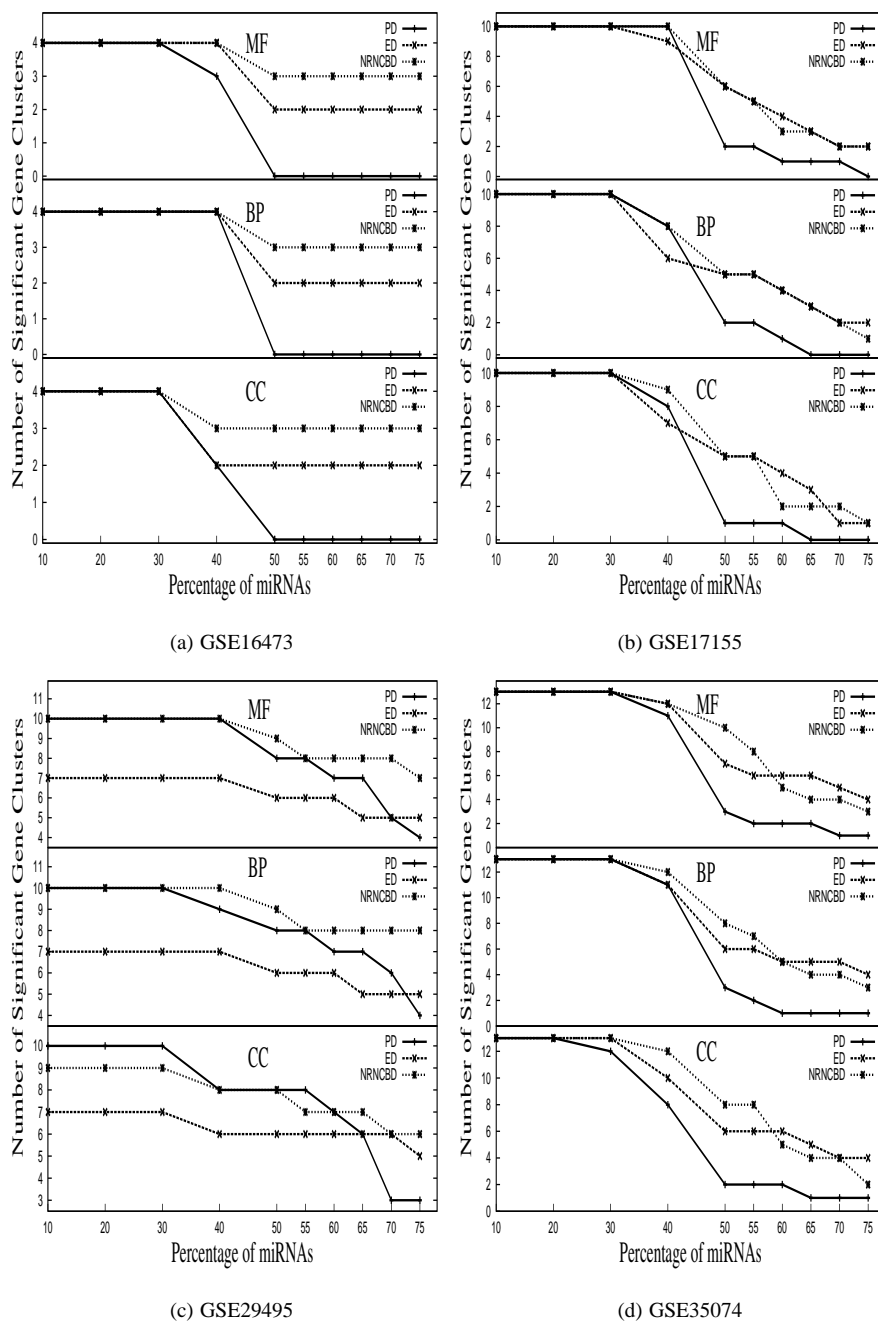 Number of Significant Gene Clusters
MF
PD
ED
NRNCBD
4
3
2
1
0
BP
PD
ED
NRNCBD
4
3
2
1
0
CC
PD
ED
NRNCBD
4
3
2
1
0
10 20 30 40 50 55 60 65 70 75
Percentage of miRNAs
(a) GSE16473
Number of Significant Gene Clusters
MF
PD
ED
NRNCBD
10
8
6
4
2
0
BP
PD
ED
NRNCBD
10
8
6
4
2
0
CC
PD
ED
NRNCBD
10
8
6
4
2
0
10 20 30 40 50 55 60 65 70 75
Percentage of miRNAs
(b) GSE17155
Number of Significant Gene Clusters
MF
PD
ED
NRNCBD
11
10
9
8
7
6
5
4
BP
PD
ED
NRNCBD
11
10
9
8
7
6
5
4
CC
PD
ED
NRNCBD
10
9
8
7
6
5
4
3
10 20 30 40 50 55 60 65 70 75
Percentage of miRNAs
(c) GSE29495
Number of Significant Gene Clusters
MF
PD
ED
NRNCBD
12
10
8
6
4
2
0
BP
PD
ED
NRNCBD
12
10
8
6
4
2
0
CC
PD
ED
NRNCBD
12
10
8
6
4
2
0
10 20 30 40 50 55 60 65 70 75
Percentage of miRNAs
(d) GSE35074